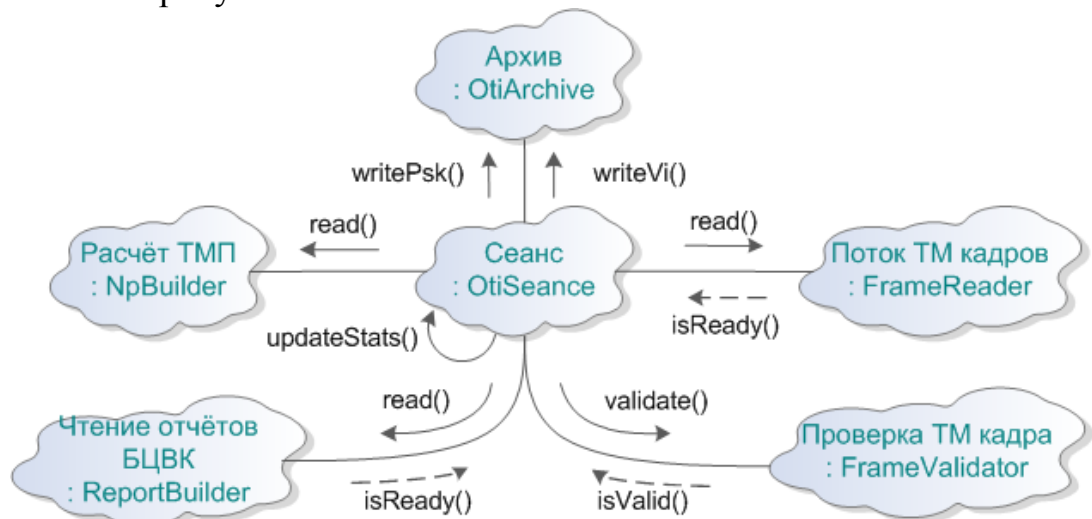 Архив
: OtiArchive
writePsk()
writeVi()
read()
read()
Расчёт ТМП
: NpBuilder
Сеанс
: OtiSeance
Поток ТМ кадров
: FrameReader
isReady()
updateStats()
read()
validate()
Чтение отчётов
БЦВК
: ReportBuilder
Проверка ТМ кадра
: FrameValidator
isReady()
isValid()